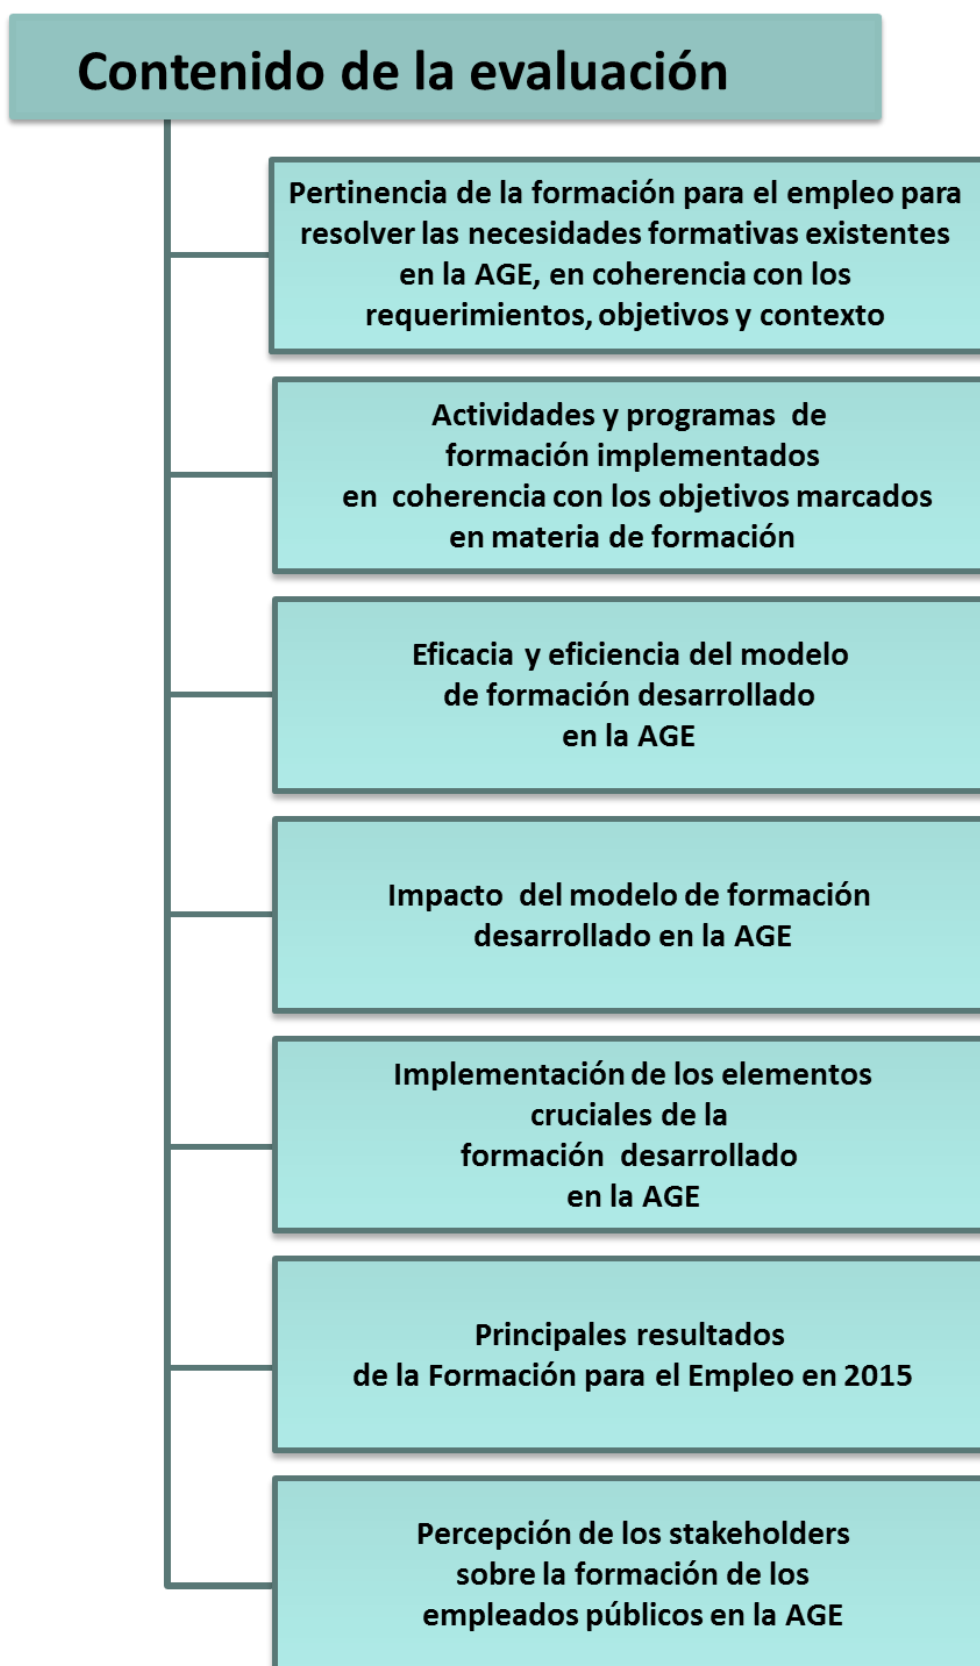 Contenido de la evaluación
Pertinencia de la formación para el empleo para
resolver las necesidades formativas existentes
en la AGE, en coherencia con los
requerimientos, objetivos y contexto
Actividades y programas de
formación implementados
en coherencia con los objetivos marcados
en materia de formación
Eficacia y eficiencia del modelo
de formación desarrollado
en la AGE
Impacto del modelo de formación
desarrollado en la AGE
Implementación de los elementos
cruciales de la
formación desarrollado
en la AGE
Principales resultados
de la Formación para el Empleo en 2015
Percepción de los stakeholders
sobre la formación de los
empleados públicos en la AGE